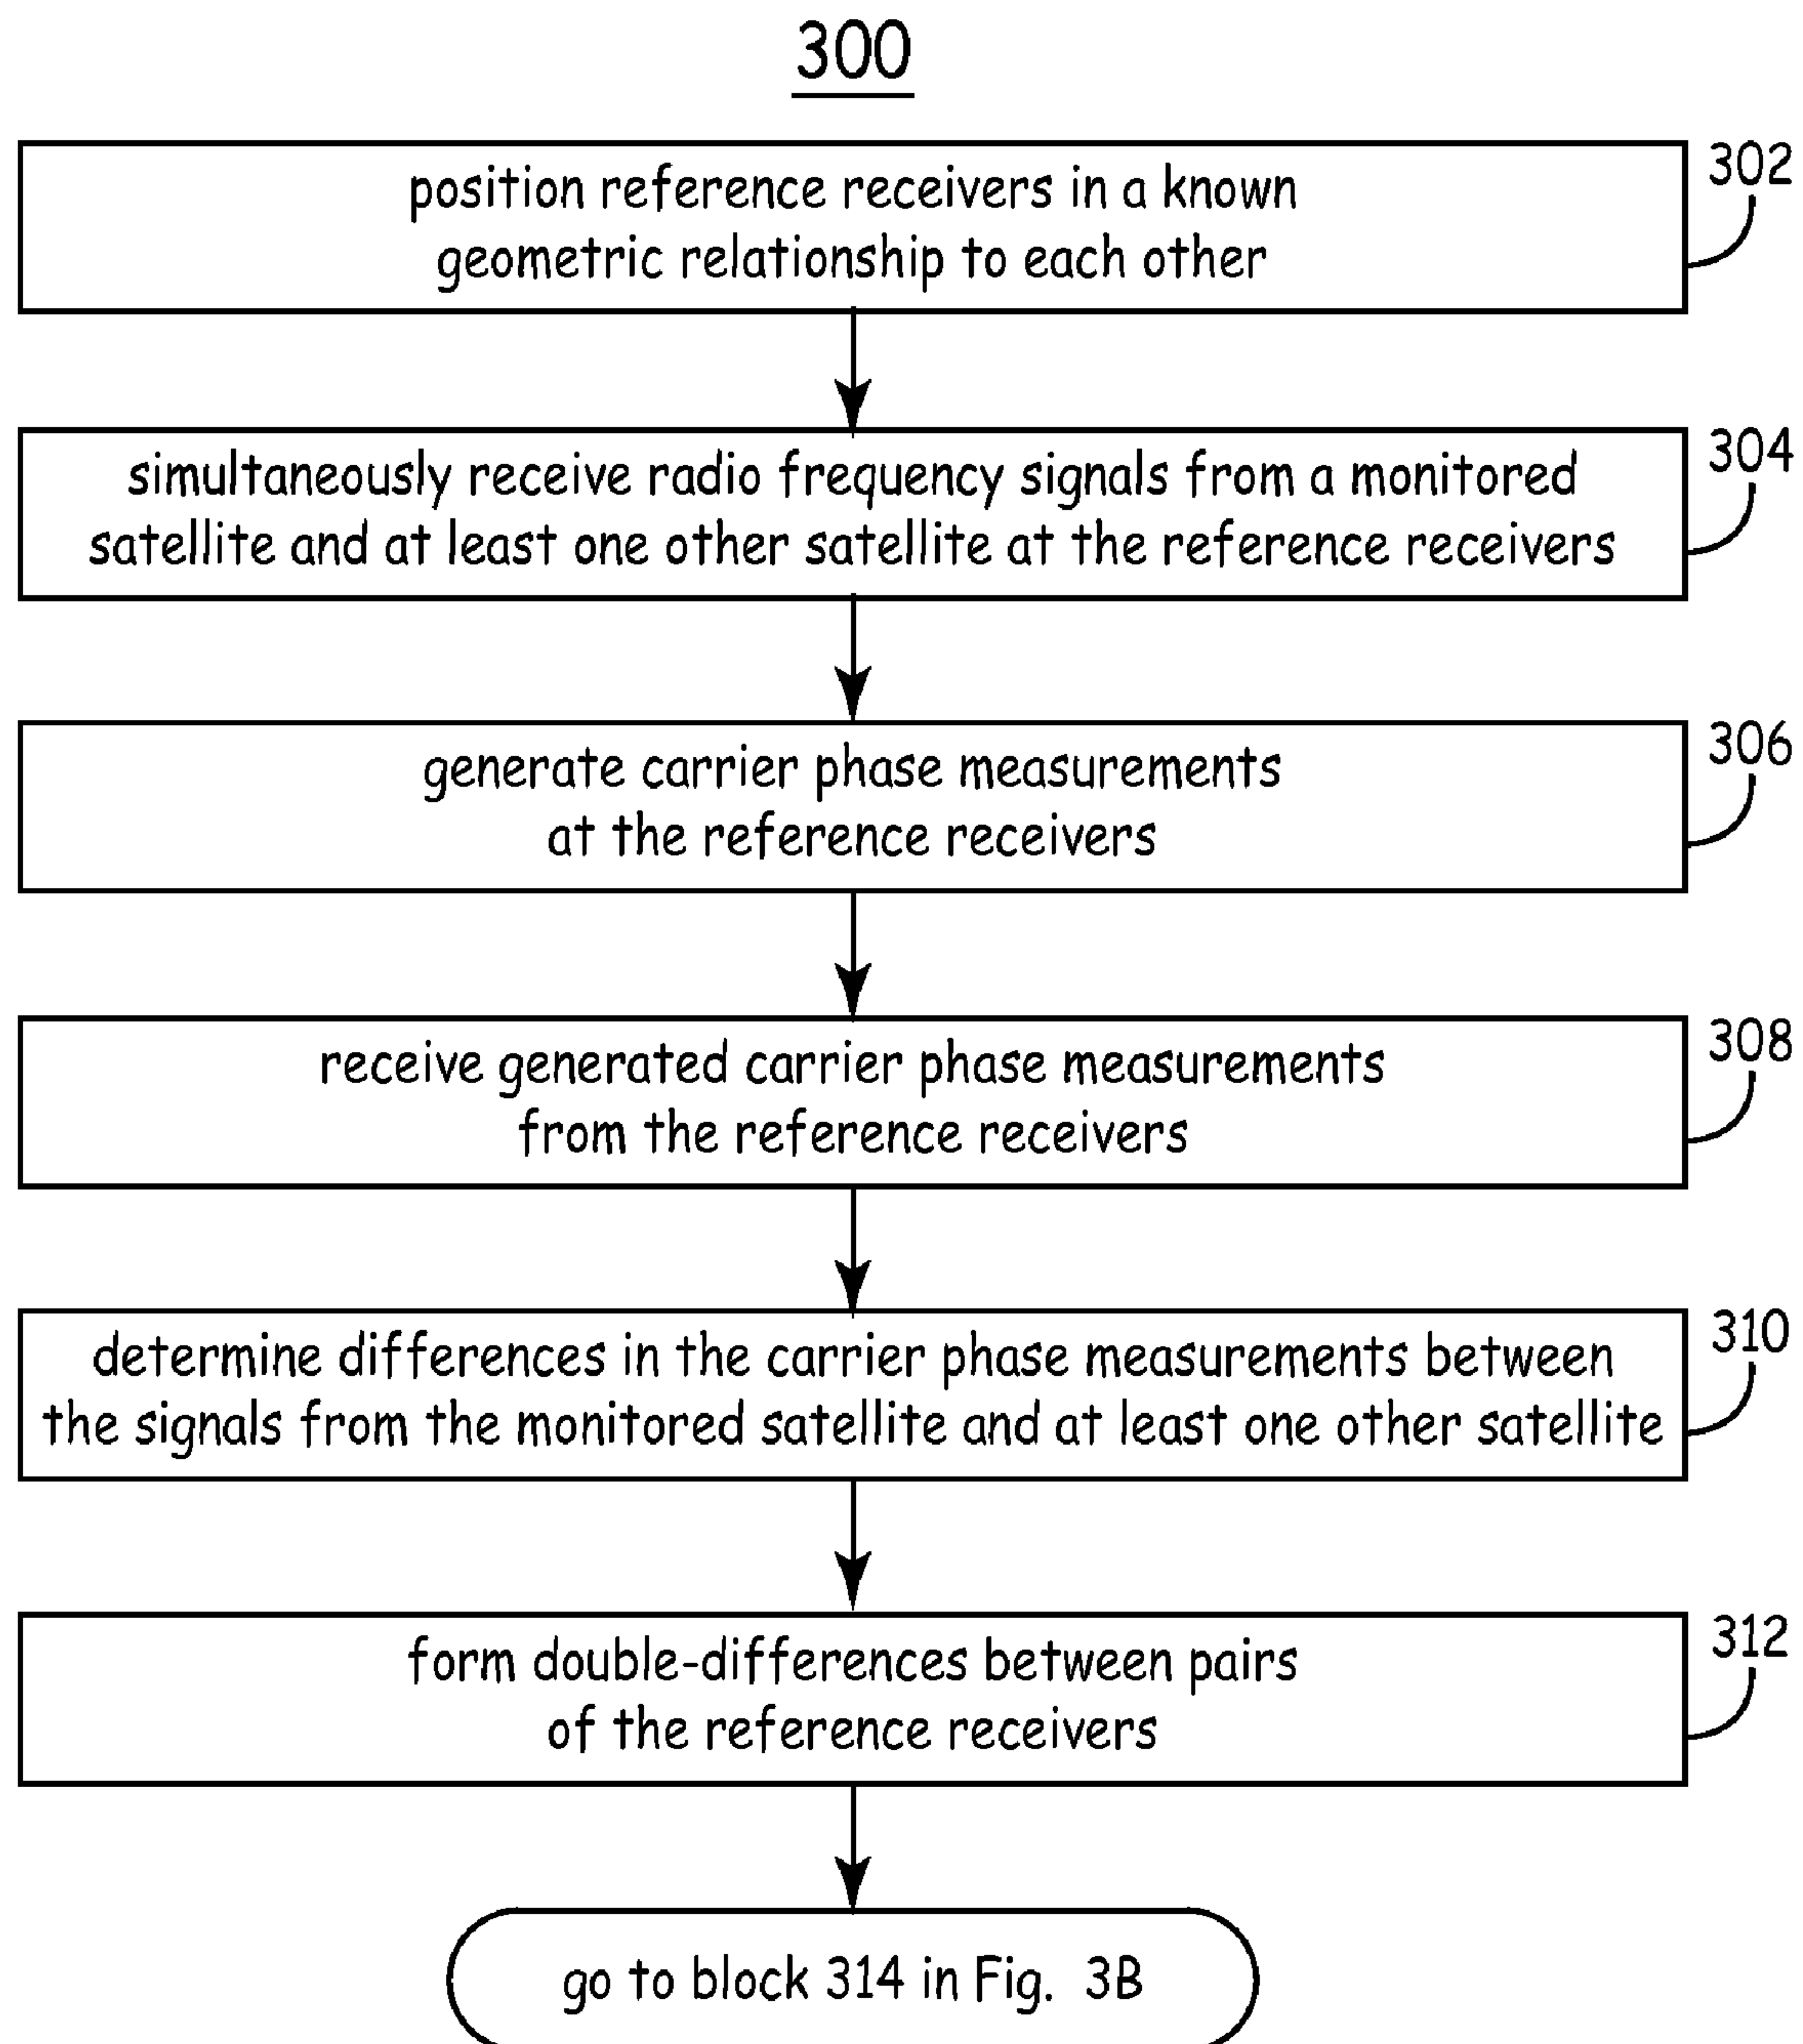 300
position reference receivers in a known
geometric relationship to each other
302
simultaneously receive radio frequency signals from a monitored
satellite and at least one other satellite at the reference receivers
304
generate carrier phase measurements
at the reference receivers
306
receive generated carrier phase measurements
from the reference receivers
308
determine differences in the carrier phase measurements between
the signals from the monitored satellite and at least one other satellite
310
form double-differences between pairs
of the reference receivers
312
go to block 314 in Fig. 3B